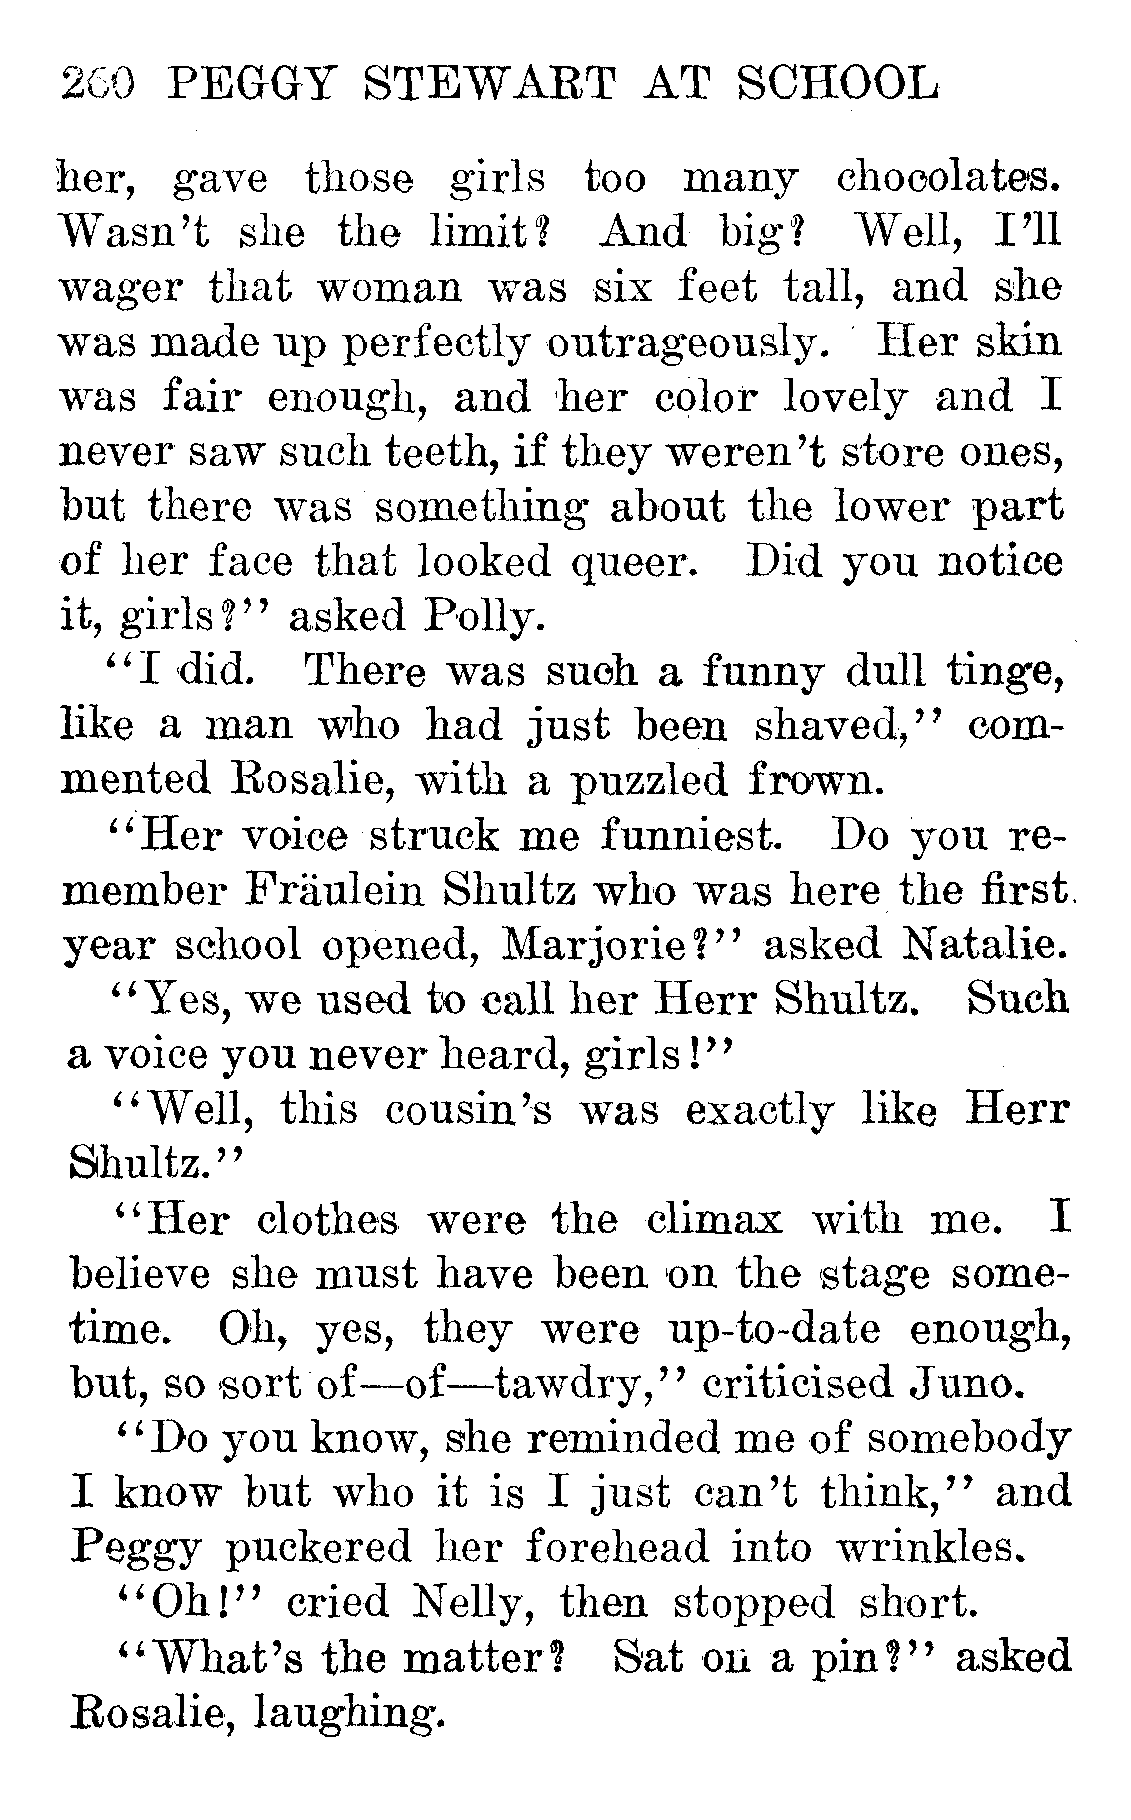 260 PEGGY STEWART AT SCHOOL
her, gave those girls too many chocolates.
Wasn't she the limit? And big? Well, I'll
wager that woman was six feet tall, and she
was made up perfectly outrageously. Her skin
was fair enough, and her color lovely and I
never saw such teeth, if they weren't store ones,
but there was something about the lower part
of her face that looked queer. Did you notice
it, girls?" asked Polly.
"I did. There was such a funny dull tinge,
like a man who had just been shaved," com-
mented Rosalie, with a puzzled frown.
"Her voice struck me funniest. Do you re-
member Fräulein Shultz who was here the first
year school opened, Marjorie?" asked Natalie.
"Yes, we used to call her Herr Shultz. Such
a voice you never heard, girls!"
"Well, this cousin's was exactly like Herr
Shultz."
"Her clothes were the climax with me. I
believe she must have been on the stage some-
time. Oh, yes, they were up-to-date enough,
but, so sort of—of—tawdry," criticised Juno.
"Do you know, she reminded me of somebody
I know but who it is I just can't think," and
Peggy puckered her forehead into wrinkles.
"Oh!" cried Nelly, then stopped short.
"What's the matter? Sat on a pin?" asked
Rosalie, laughing.